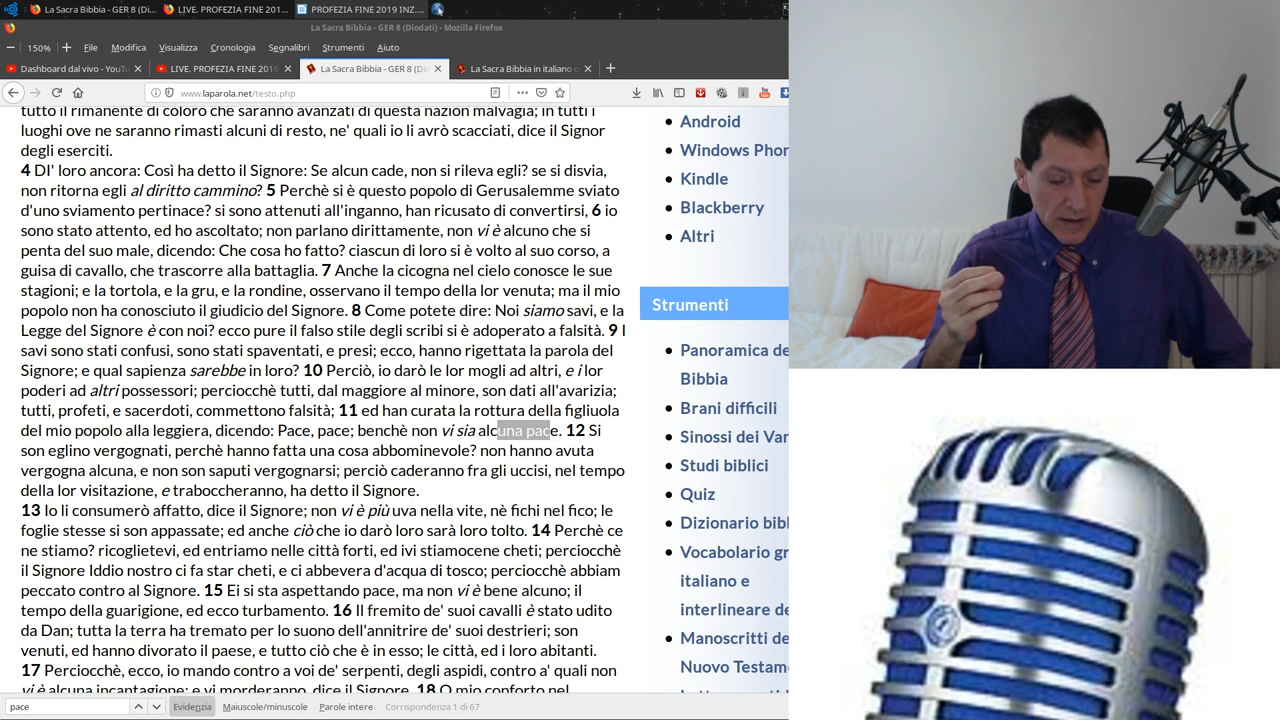 La Sacra Bibbia - GER 8 (Di...
LIVE. PROFEZIA FINE 201...
PROFEZIA FINE 2019 INZ....
La Sacra Bibbia - GER 8 (Diodati) - Mozilla Firefox
150%
File
Modifica
Visualizza
Cronologia
Segnalibri
Strumenti
Aiuto
Dashboard dal vivo - YouTu
LIVE. PROFEZIA FINE 2019
La Sacra Bibbia - GER 8 (Dio
La Sacra Bibbia in italiano o
www.laparola.net/testo.php
tutto il rimanente di coloro che saranno avanzati di questa nazion malvagia; in tutti i
luoghi ove ne saranno rimasti alcuni di resto, ne' quali io li avrò scacciati, dice il Signor
degli eserciti.
4 DI' loro ancora: Così ha detto il Signore: Se alcun cade, non si rileva egli? se si disvia,
non ritorna egli al diritto cammino? 5 Perchè si è questo popolo di Gerusalemme sviato
d'uno sviamento pertinace? si sono attenuti all'inganno, han ricusato di convertirsi, 6 io
sono stato attento, ed ho ascoltato; non parlano dirittamente, non vi è alcuno che si
penta del suo male, dicendo: Che cosa ho fatto? ciascun di loro si è volto al suo corso, a
guisa di cavallo, che trascorre alla battaglia. 7 Anche la cicogna nel cielo conosce le sue
stagioni; e la tortola, e la gru, e la rondine, osservano il tempo della lor venuta; ma il mio
popolo non ha conosciuto il giudicio del Signore. 8 Come potete dire: Noi siamo savi, e la
Legge del Signore è con noi? ecco pure il falso stile degli scribi si è adoperato a falsità. 9 I
savi sono stati confusi, sono stati spaventati, e presi; ecco, hanno rigettata la parola del
Signore; e qual sapienza sarebbe in loro? 10 Perciò, io darò le lor mogli ad altri, e i lor
poderi ad altri possessori; perciocchè tutti, dal maggiore al minore, son dati all'avarizia;
tutti, profeti, e sacerdoti, commettono falsità; 11 ed han curata la rottura della figliuola
del mio popolo alla leggiera, dicendo: Pace, pace; benchè non vi sia alcuna pace. 12 Si
son eglino vergognati, perchè hanno fatta una cosa abbominevole? non hanno avuta
vergogna alcuna, e non son saputi vergognarsi; perciò caderanno fra gli uccisi, nel tempo
della lor visitazione, e traboccheranno, ha detto il Signore.
13 Io li consumerò affatto, dice il Signore; non vi è più uva nella vite, nè fichi nel fico; le
foglie stesse si son appassate; ed anche ciò che io darò loro sarà loro tolto. 14 Perchè ce
ne stiamo? ricoglietevi, ed entriamo nelle città forti, ed ivi stiamocene cheti; perciocchè
il Signore Iddio nostro ci fa star cheti, e ci abbevera d'acqua di tosco; perciocchè abbiam
peccato contro al Signore. 15 Ei si sta aspettando pace, ma non vi è bene alcuno; il
tempo della guarigione, ed ecco turbamento. 16 Il fremito de' suoi cavalli è stato udito
da Dan; tutta la terra ha tremato per lo suono dell'annitrire de' suoi destrieri; son
venuti, ed hanno divorato il paese, e tutto ciò che è in esso; le città, ed i loro abitanti.
17 Perciocchè, ecco, io mando contro a voi de' serpenti, degli aspidi, contro a' quali non
vi è alcuna incantagione; e vi morderanno, dice il Signore. 18 O mio conforto nel
Android
Windows Phon
Kindle
Blackberry
Altri
Strumenti
Panoramica de
Bibbia
Brani difficili
Sinossi dei Van
Studi biblici
Quiz
Dizionario bibl
Vocabolario gr
italiano e
interlineare de
Manoscritti de
Nuovo Testam
pace
Evidenzia
Maiuscole/minuscole
Parole intere
Corrispondenza 1 di 67